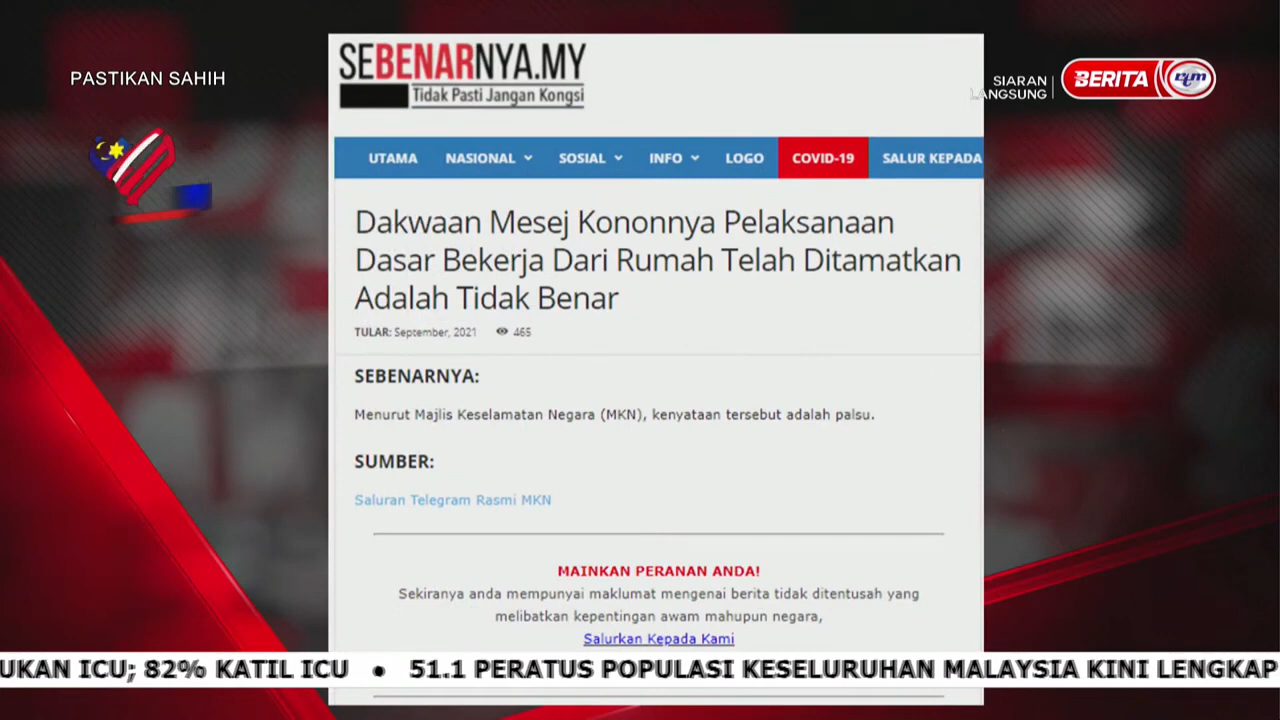 PASTIKAN SAHIH
SEBENARNYA.MY
Tidak Pasti Jangan Kongsi
SIARAN
LANGSUNG
BERITA rtm
UTAMA NASIONAL SOSIAL INFO LOGO COVID-19 SALUR KEPADA
Dakwaan Mesej Kononnya Pelaksanaan
Dasar Bekerja Dari Rumah Telah Ditamatkan
Adalah Tidak Benar
TULAR: September, 2021 465
SEBENARNYA:
Menurut Majlis Keselamatan Negara (MKN), kenyataan tersebut adalah palsu.
SUMBER:
Saluran Telegram Rasmi MKN
MAINKAN PERANAN ANDA!
Sekiranya anda mempunyai maklumat mengenai berita tidak ditentusah yang
melibatkan kepentingan awam mahupun negara,
Salurkan Kepada Kami
UKAN ICU; 82% KATIL ICU • 51.1 PERATUS POPULASI KESELURUHAN MALAYSIA KINI LENGKAP